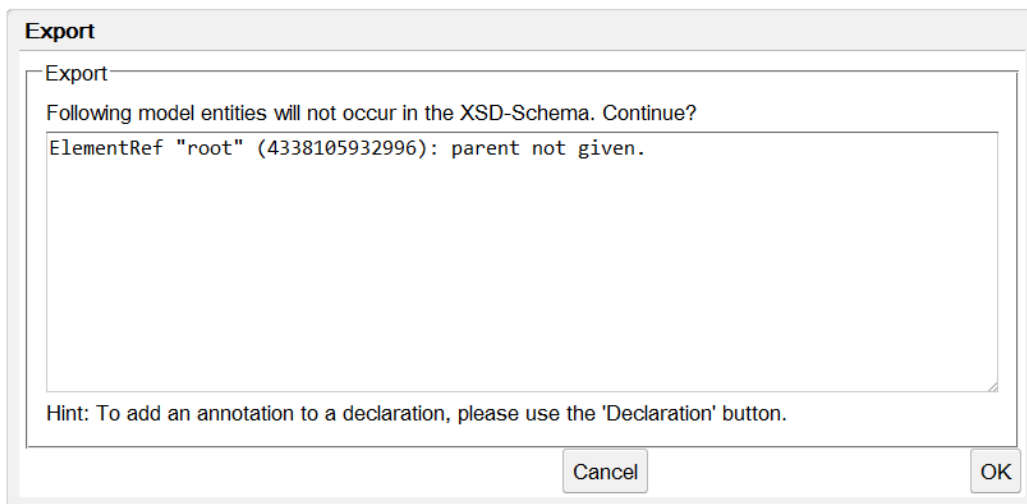 Export
Export
Following model entities will not occur in the XSD-Schema. Continue?
ElementRef "root" (4338105932996): parent not given.
Hint: To add an annotation to a declaration, please use the 'Declaration' button.
Cancel
OK